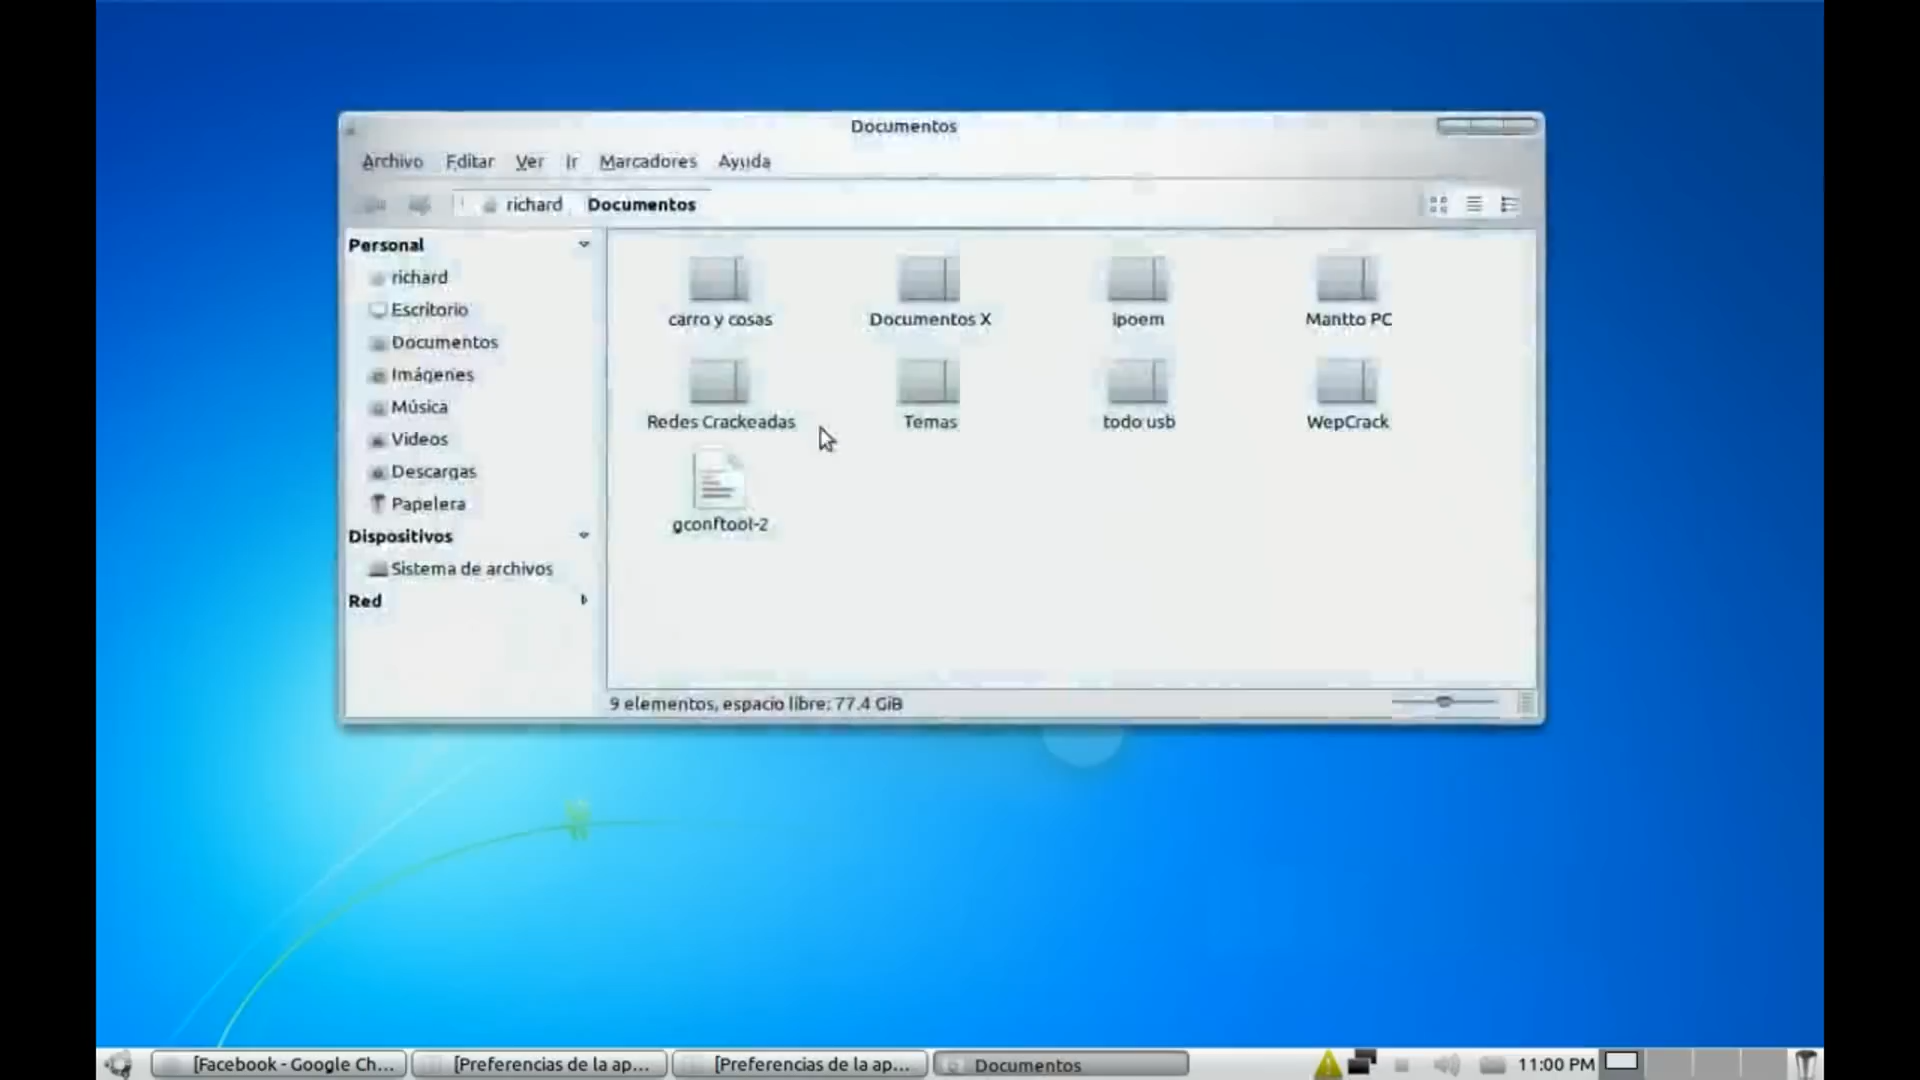 Documentos
Archivo Editar Ver Ir Marcadores Ayuda
richard Documentos
Personal
richard
Escritorio
Documentos
Imágenes
Música
Videos
Descargas
Papelera
Dispositivos
Sistema de archivos
Red
carro y cosas Documentos X ipoem Mantto PC
Redes Crackeadas Temas todo usb WepCrack
gconftool-2
9 elementos, espacio libre: 77.4 GiB
[Facebook - Google Ch... [Preferencias de la ap... [Preferencias de la ap... Documentos 11:00 PM